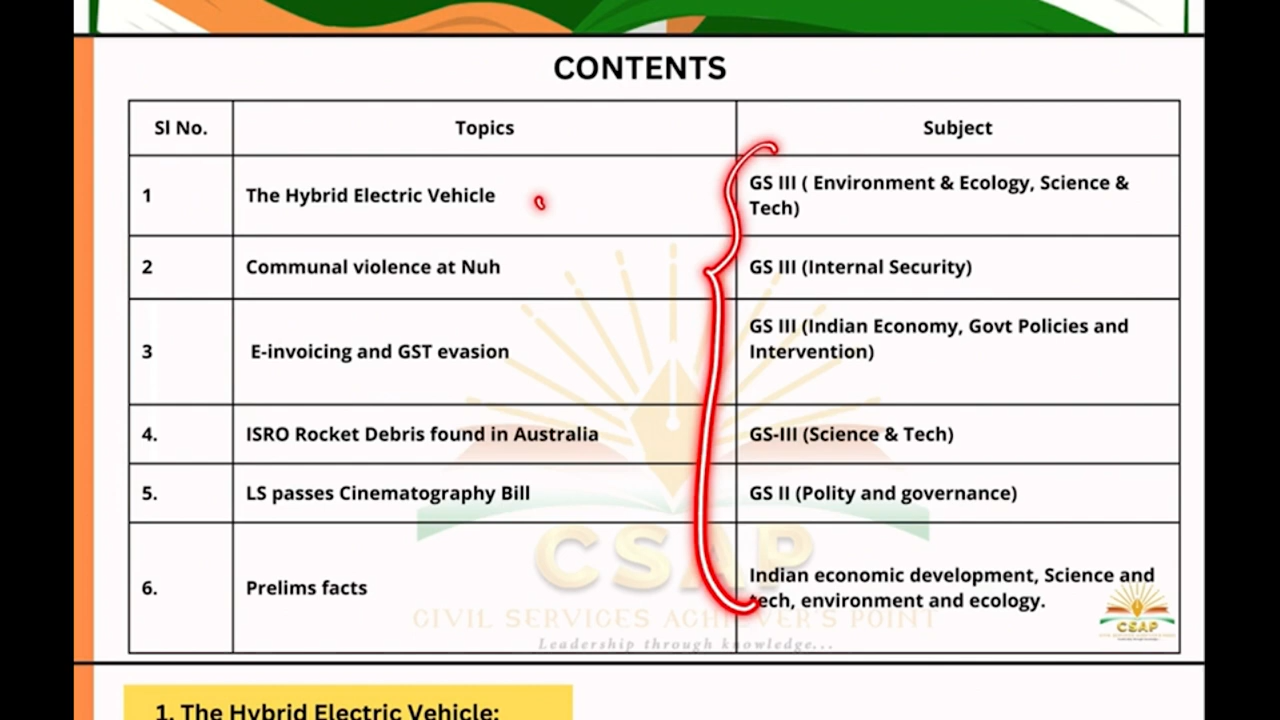 CONTENTS
Sl No. Topics Subject
1 The Hybrid Electric Vehicle GS III ( Environment & Ecology, Science &
Tech)
2 Communal violence at Nuh GS III (Internal Security)
3 E-invoicing and GST evasion GS III (Indian Economy, Govt Policies and
Intervention)
4. ISRO Rocket Debris found in Australia GS-III (Science & Tech)
5. LS passes Cinematography Bill GS II (Polity and governance)
6. Prelims facts Indian economic development, Science and
tech, environment and ecology.
CSAP
CIVIL SERVICES ACHIEVER'S POINT
Leadership through knowledge...
CSAP
1. The Hybrid Electric Vehicle: